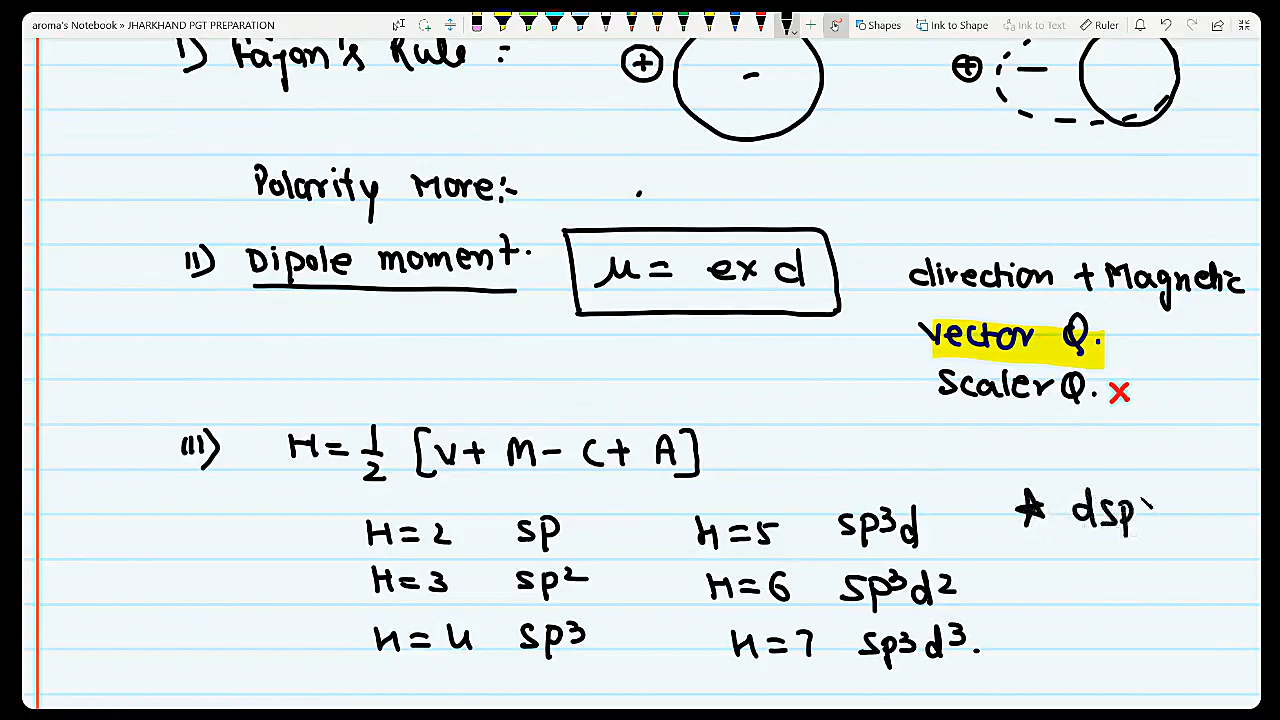 aroma's Notebook » JHARKHAND PGT PREPARATION
Shapes Ink to Shape Ink to Text Ruler
I) Fajan's Rule :
+ - + -
Polarity More:-
II) Dipole moment.
μ = e x d
direction + Magnetic
vector Q.
Scaler Q. x
III) H = 1/2 [V + M - C + A]
H = 2 sp H = 5 sp3d
* dsp
H = 3 sp2 H = 6 sp3d2
H = 4 sp3 H = 7 sp3d3.